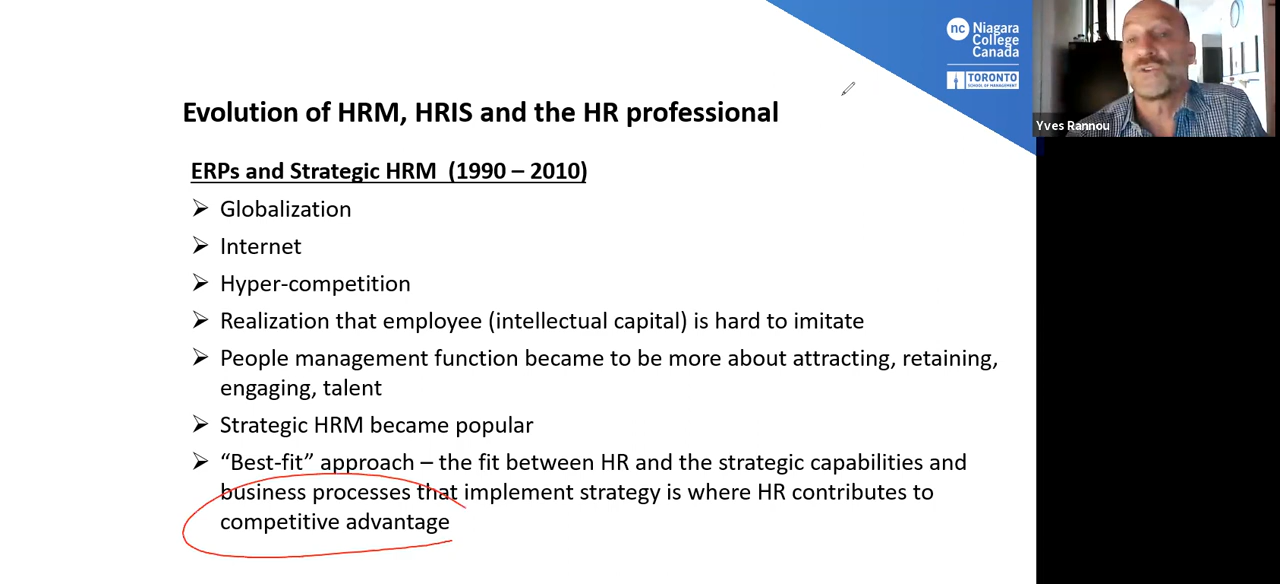 nc Niagara
College
Canada
TORONTO
SCHOOL OF MANAGEMENT
Yves Rannou
Evolution of HRM, HRIS and the HR professional
ERPs and Strategic HRM (1990 – 2010)
➢ Globalization
➢ Internet
➢ Hyper-competition
➢ Realization that employee (intellectual capital) is hard to imitate
➢ People management function became to be more about attracting, retaining,
engaging, talent
➢ Strategic HRM became popular
➢ “Best-fit” approach – the fit between HR and the strategic capabilities and
business processes that implement strategy is where HR contributes to
competitive advantage